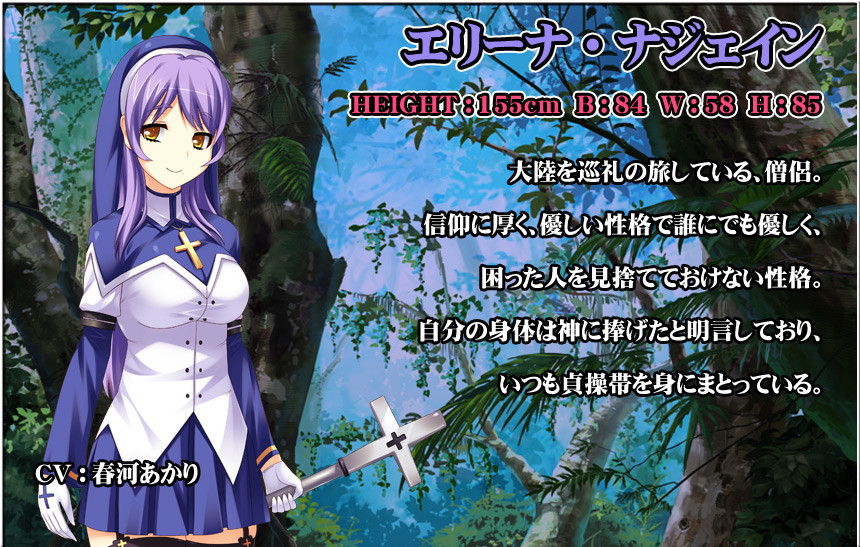 エリーナ・ナジェイン
HEIGHT:155cm B:84 W:58 H:85
大陸を巡礼の旅している、僧侶。
信仰に厚く、優しい性格で誰にでも優しく、
困った人を見捨てておけない性格。
自分の身体は神に捧げたと明言しており、
いつも貞操帯を身にまとっている。
CV：春河あかり